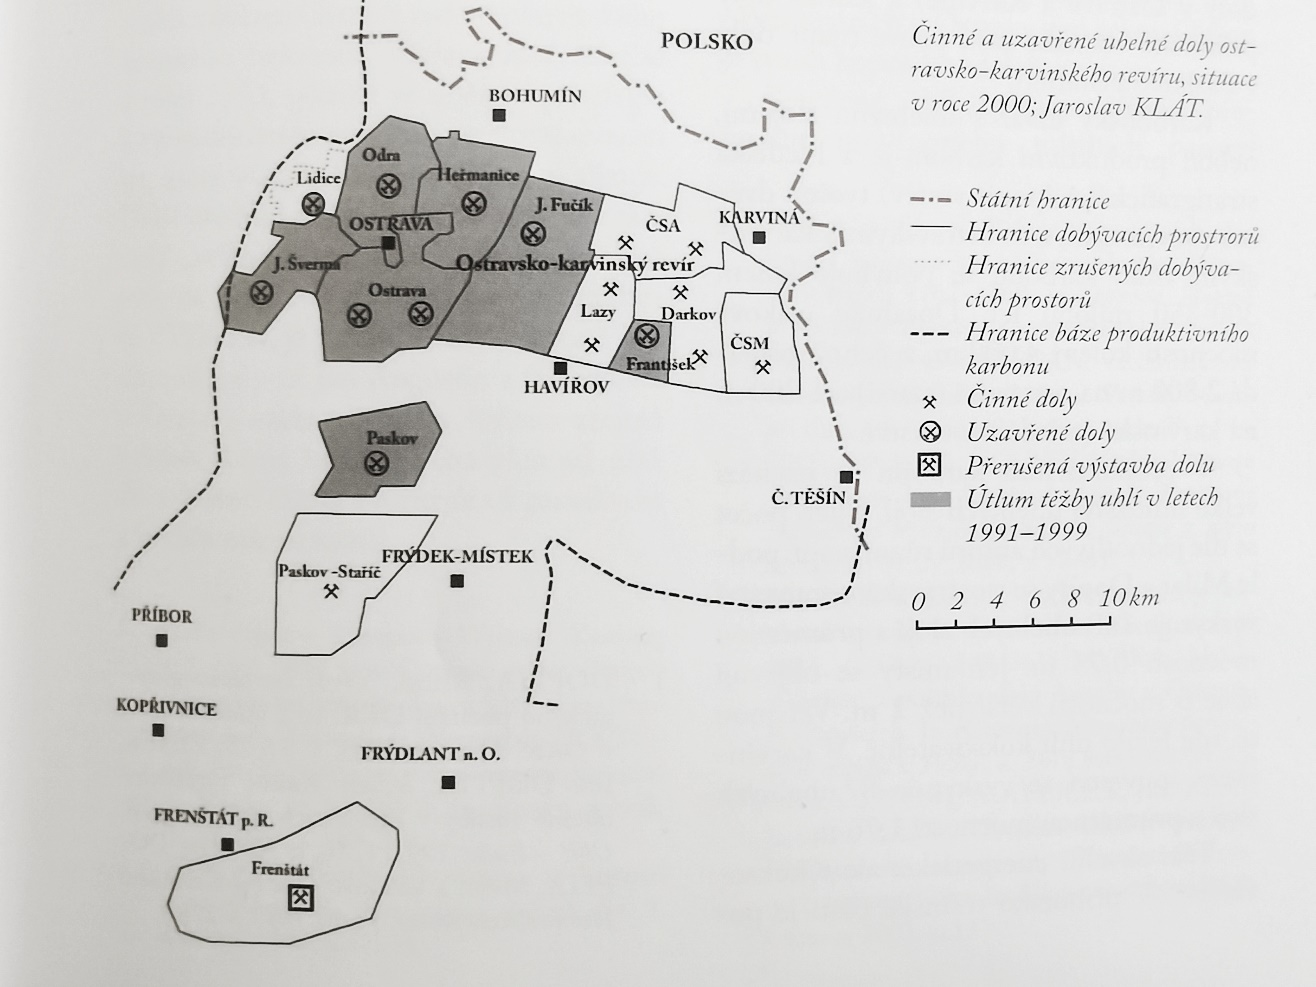 POLSKO
BOHUMÍN
Odra
Heřmanice
Lidice
J. Fučík
OSTRAVA
ČSA
KARVINÁ
J. Šverma
Ostravsko-karvinský revír
Ostrava
Lazy
Darkov
ČSM
František
HAVÍŘOV
Paskov
Č. TĚŠÍN
FRÝDEK-MÍSTEK
Paskov -Staříč
PŘÍBOR
KOPŘIVNICE
FRÝDLANT n. O.
FRENŠTÁT p. R.
Frenštát
Činné a uzavřené uhelné doly ost-
ravsko-karvinského revíru, situace
v roce 2000; Jaroslav KLÁT.
Státní hranice
Hranice dobývacích prostrorů
Hranice zrušených dobýva-
cích prostorů
Hranice báze produktivního
karbonu
Činné doly
Uzavřené doly
Přerušená výstavba dolu
Útlum těžby uhlí v letech
1991–1999
0 2 4 6 8 10 km